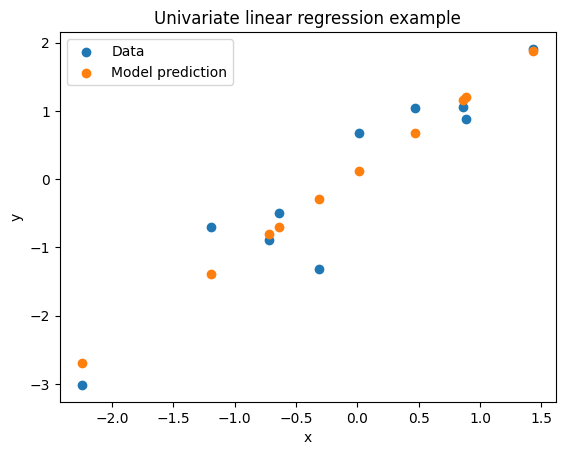 Univariate linear regression example
Data
Model prediction
2
1
0
−1
−2
−3
y
−2.0
−1.5
−1.0
−0.5
0.0
0.5
1.0
1.5
x